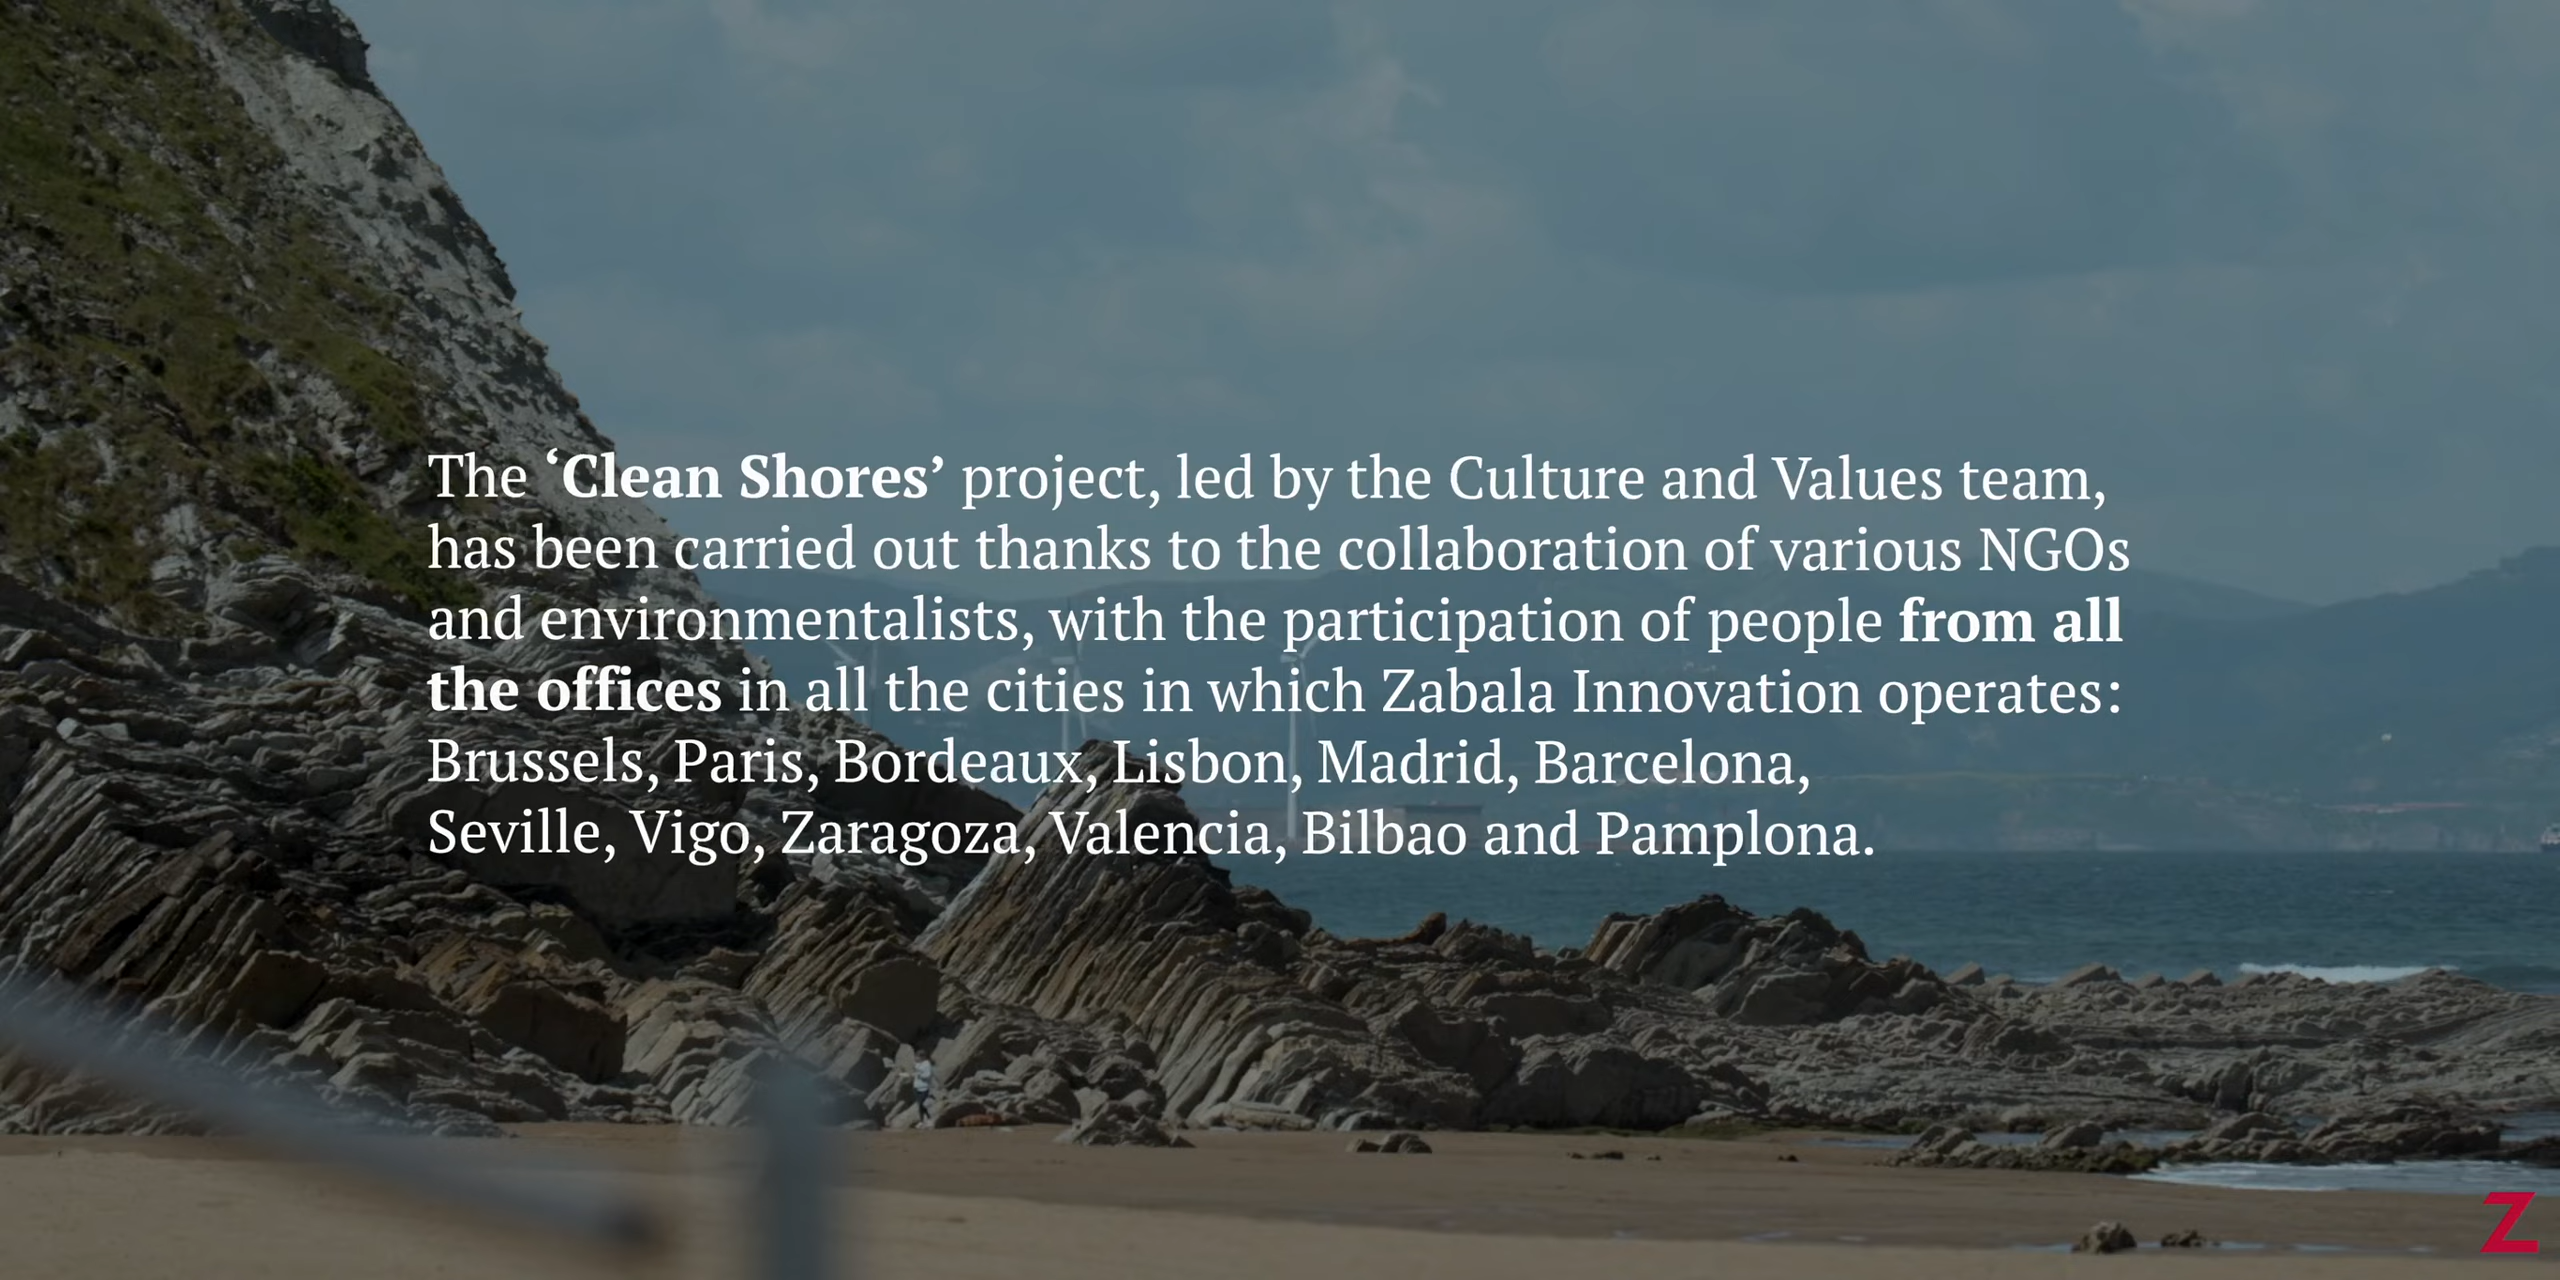 The ‘Clean Shores’ project, led by the Culture and Values team,
has been carried out thanks to the collaboration of various NGOs
and environmentalists, with the participation of people from all
the offices in all the cities in which Zabala Innovation operates:
Brussels, Paris, Bordeaux, Lisbon, Madrid, Barcelona,
Seville, Vigo, Zaragoza, Valencia, Bilbao and Pamplona.
Z